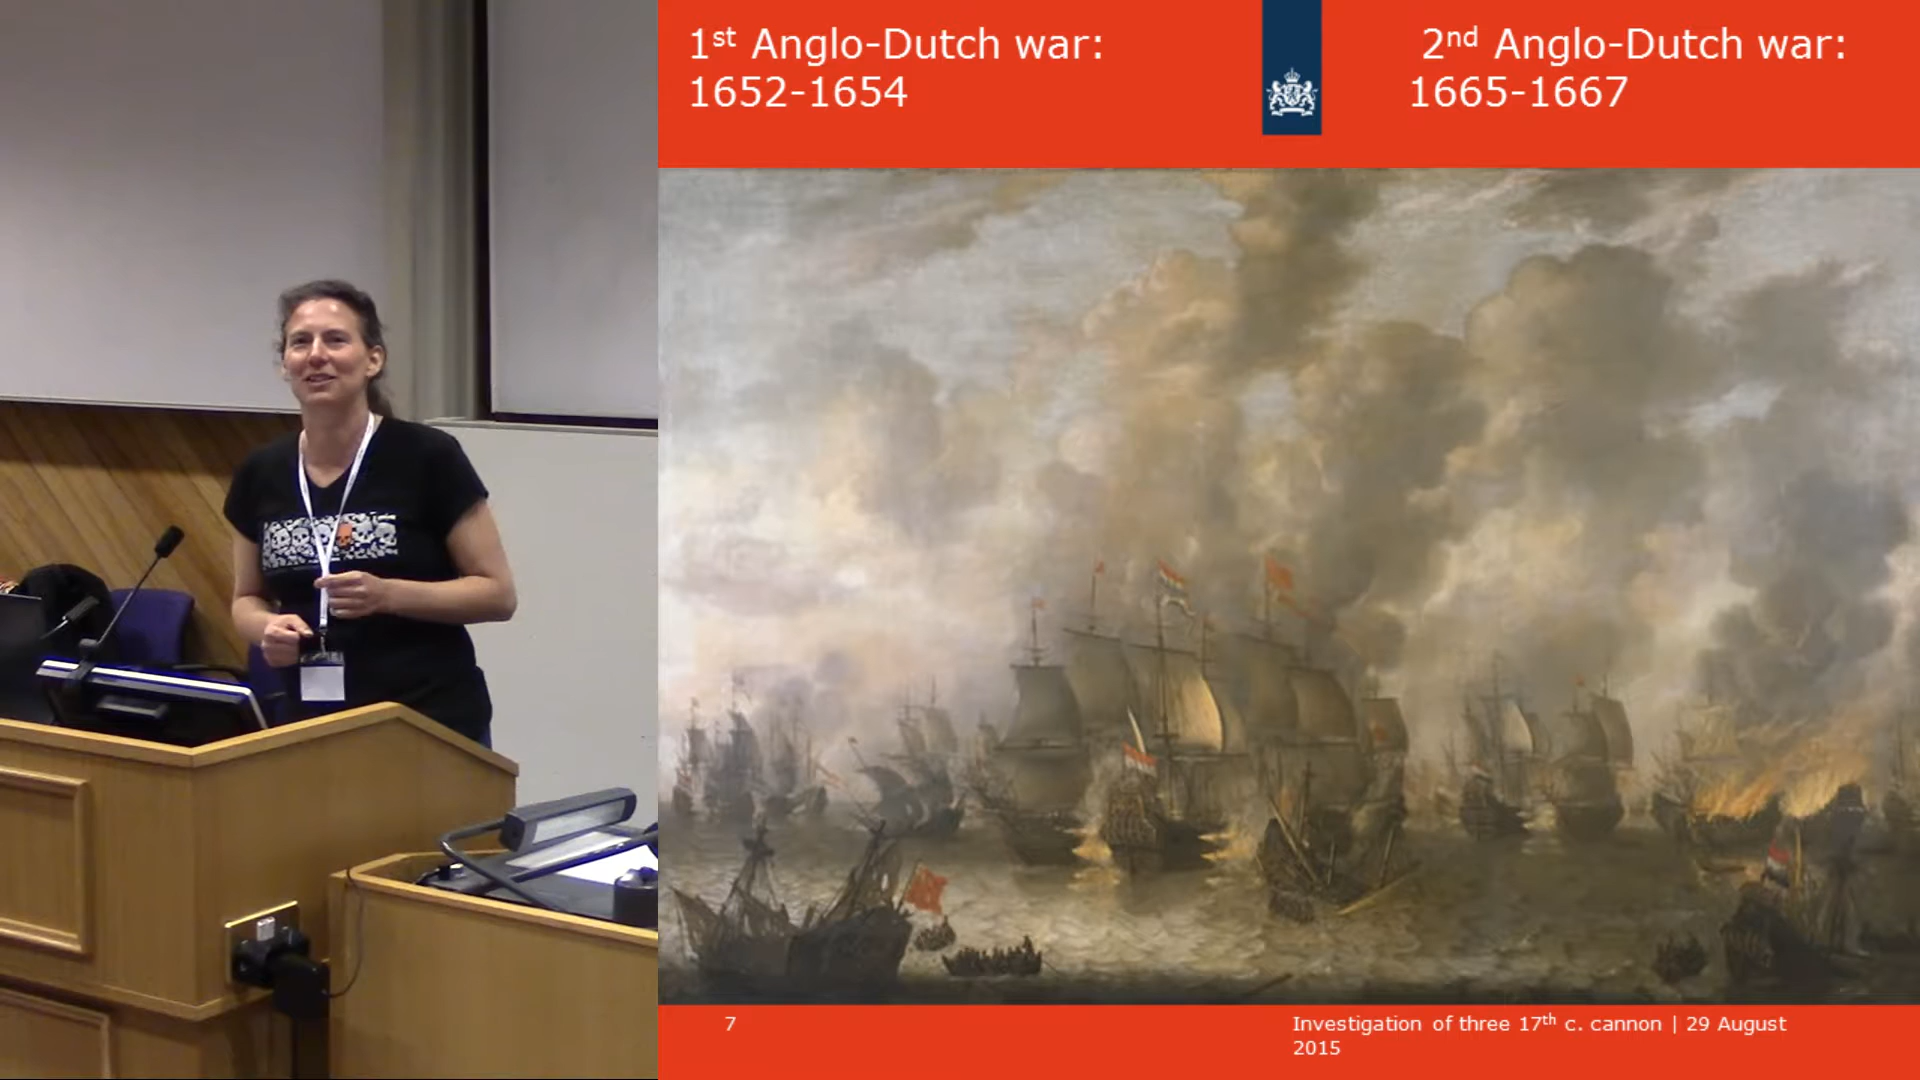 1st Anglo-Dutch war:
1652-1654
2nd Anglo-Dutch war:
1665-1667
7
Investigation of three 17th c. cannon | 29 August
2015